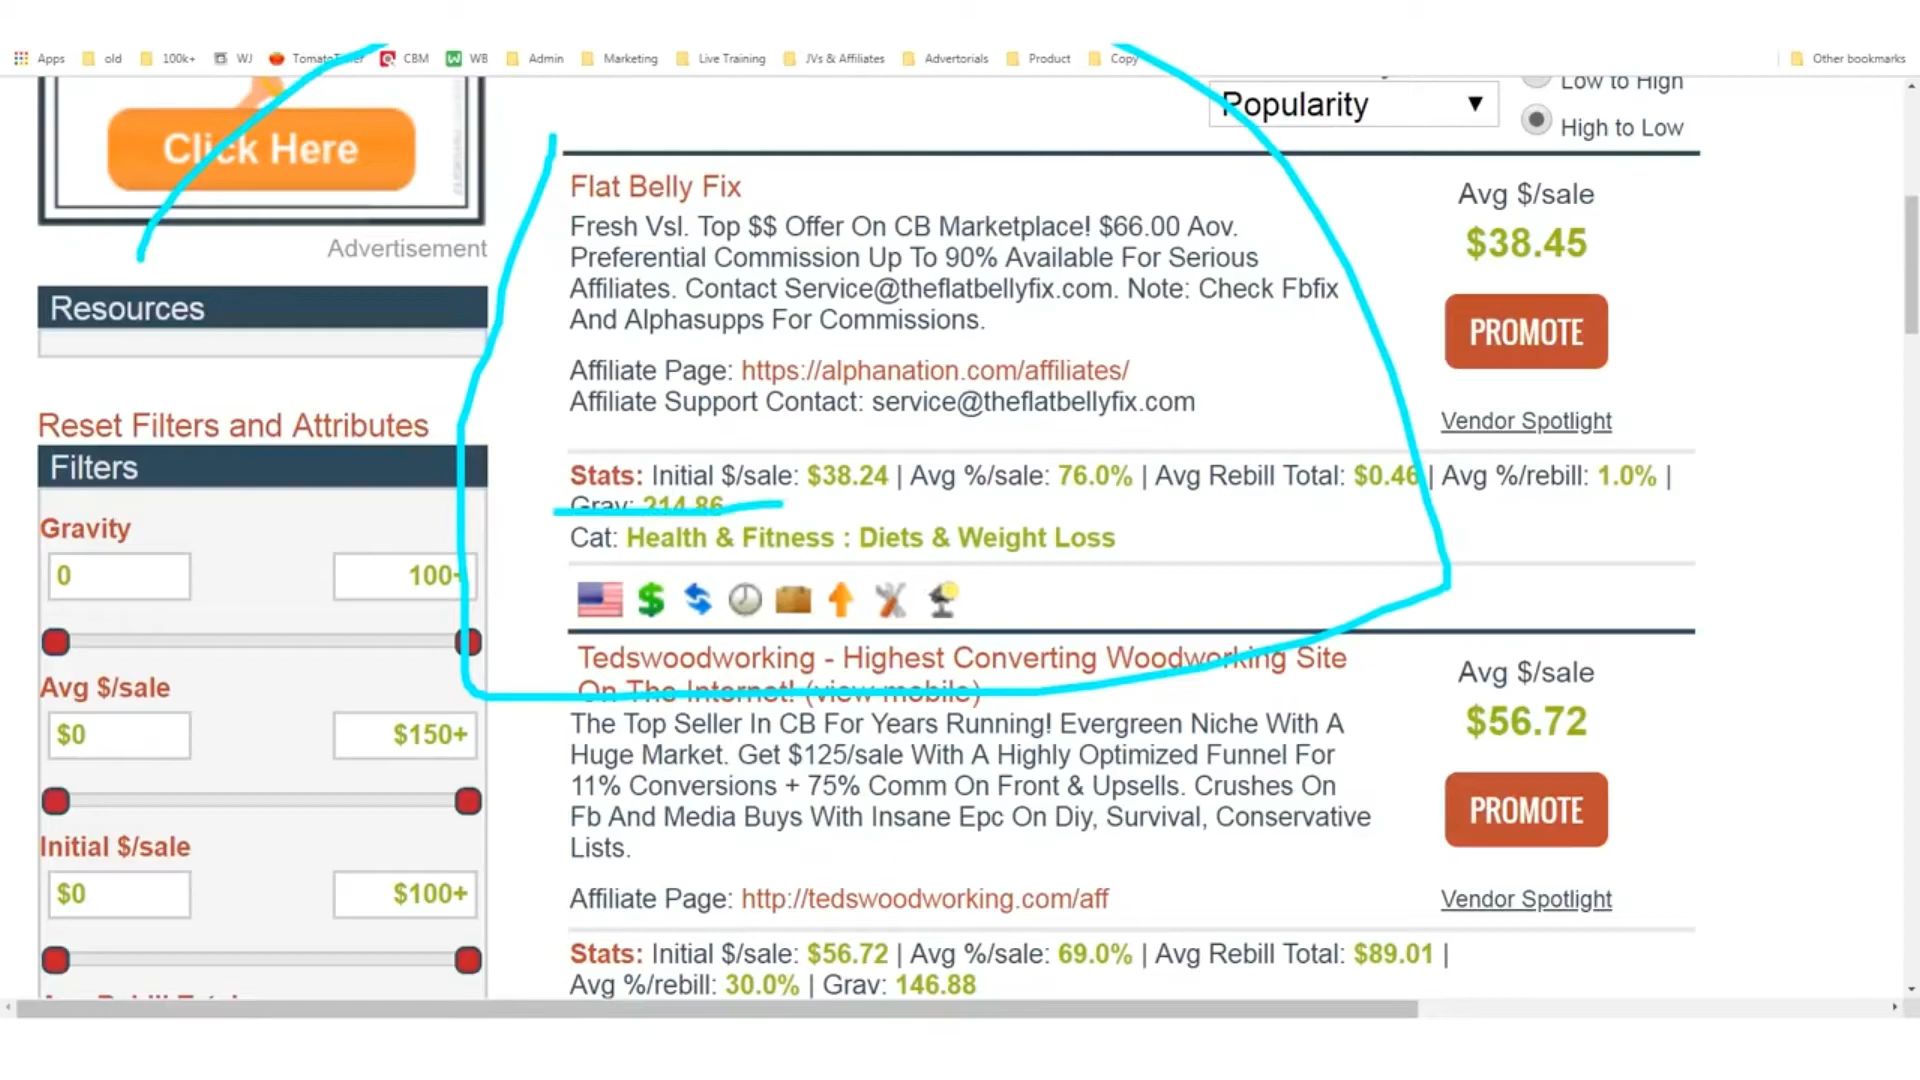 Apps old 100k+ WJ CBM WB Admin Marketing Live Training JVs & Affiliates Advertorials Product Copy Other bookmarks
Click Here
Advertisement
Resources
Reset Filters and Attributes
Filters
Gravity
0 100+
Avg $/sale
$0 $150+
Initial $/sale
$0 $100+
Popularity ▼
Low to High
High to Low
Flat Belly Fix
Fresh Vsl. Top $$ Offer On CB Marketplace! $66.00 Aov.
Preferential Commission Up To 90% Available For Serious
Affiliates. Contact Service@theflatbellyfix.com. Note: Check Fbfix
And Alphasupps For Commissions.
Affiliate Page: https://alphanation.com/affiliates/
Affiliate Support Contact: service@theflatbellyfix.com
Avg $/sale
$38.45
PROMOTE
Vendor Spotlight
Stats: Initial $/sale: $38.24 | Avg %/sale: 76.0% | Avg Rebill Total: $0.46 | Avg %/rebill: 1.0% |
Grav: 214.86
Cat: Health & Fitness : Diets & Weight Loss
Tedswoodworking - Highest Converting Woodworking Site
On The Internet! (view mobile)
The Top Seller In CB For Years Running! Evergreen Niche With A
Huge Market. Get $125/sale With A Highly Optimized Funnel For
11% Conversions + 75% Comm On Front & Upsells. Crushes On
Fb And Media Buys With Insane Epc On Diy, Survival, Conservative
Lists.
Affiliate Page: http://tedswoodworking.com/aff
Avg $/sale
$56.72
PROMOTE
Vendor Spotlight
Stats: Initial $/sale: $56.72 | Avg %/sale: 69.0% | Avg Rebill Total: $89.01 |
Avg %/rebill: 30.0% | Grav: 146.88